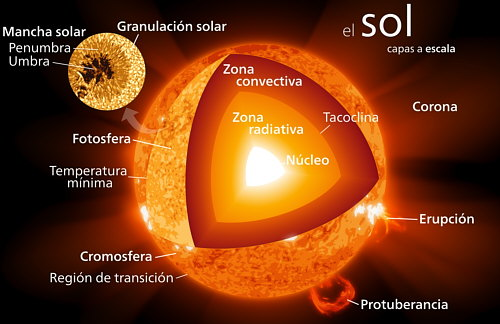 el sol
capas a escala
Mancha solar
Penumbra
Umbra
Granulación solar
Zona
convectiva
Zona
radiativa
Tacoclina
Núcleo
Corona
Fotosfera
Temperatura
mínima
Erupción
Cromosfera
Región de transición
Protuberancia